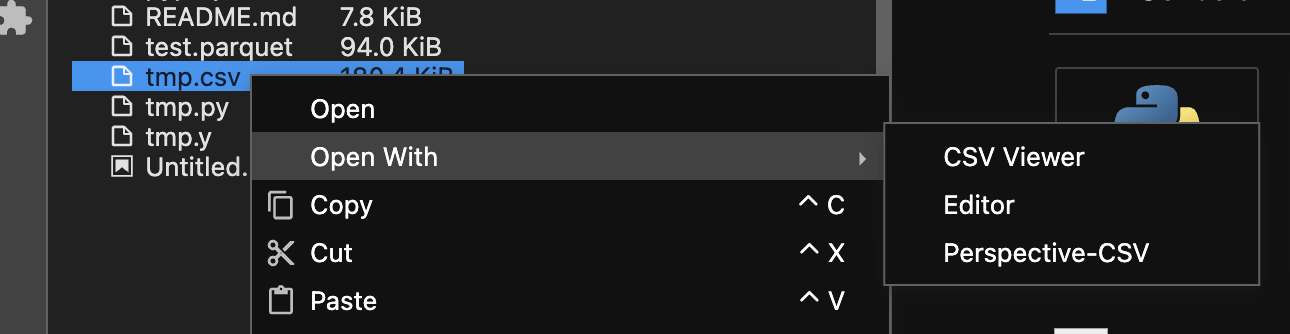 README.md 7.8 KiB
test.parquet 94.0 KiB
tmp.csv
tmp.py
tmp.y
Untitled.
Open
Open With
Copy ^ C
Cut ^ X
Paste ^ V
CSV Viewer
Editor
Perspective-CSV